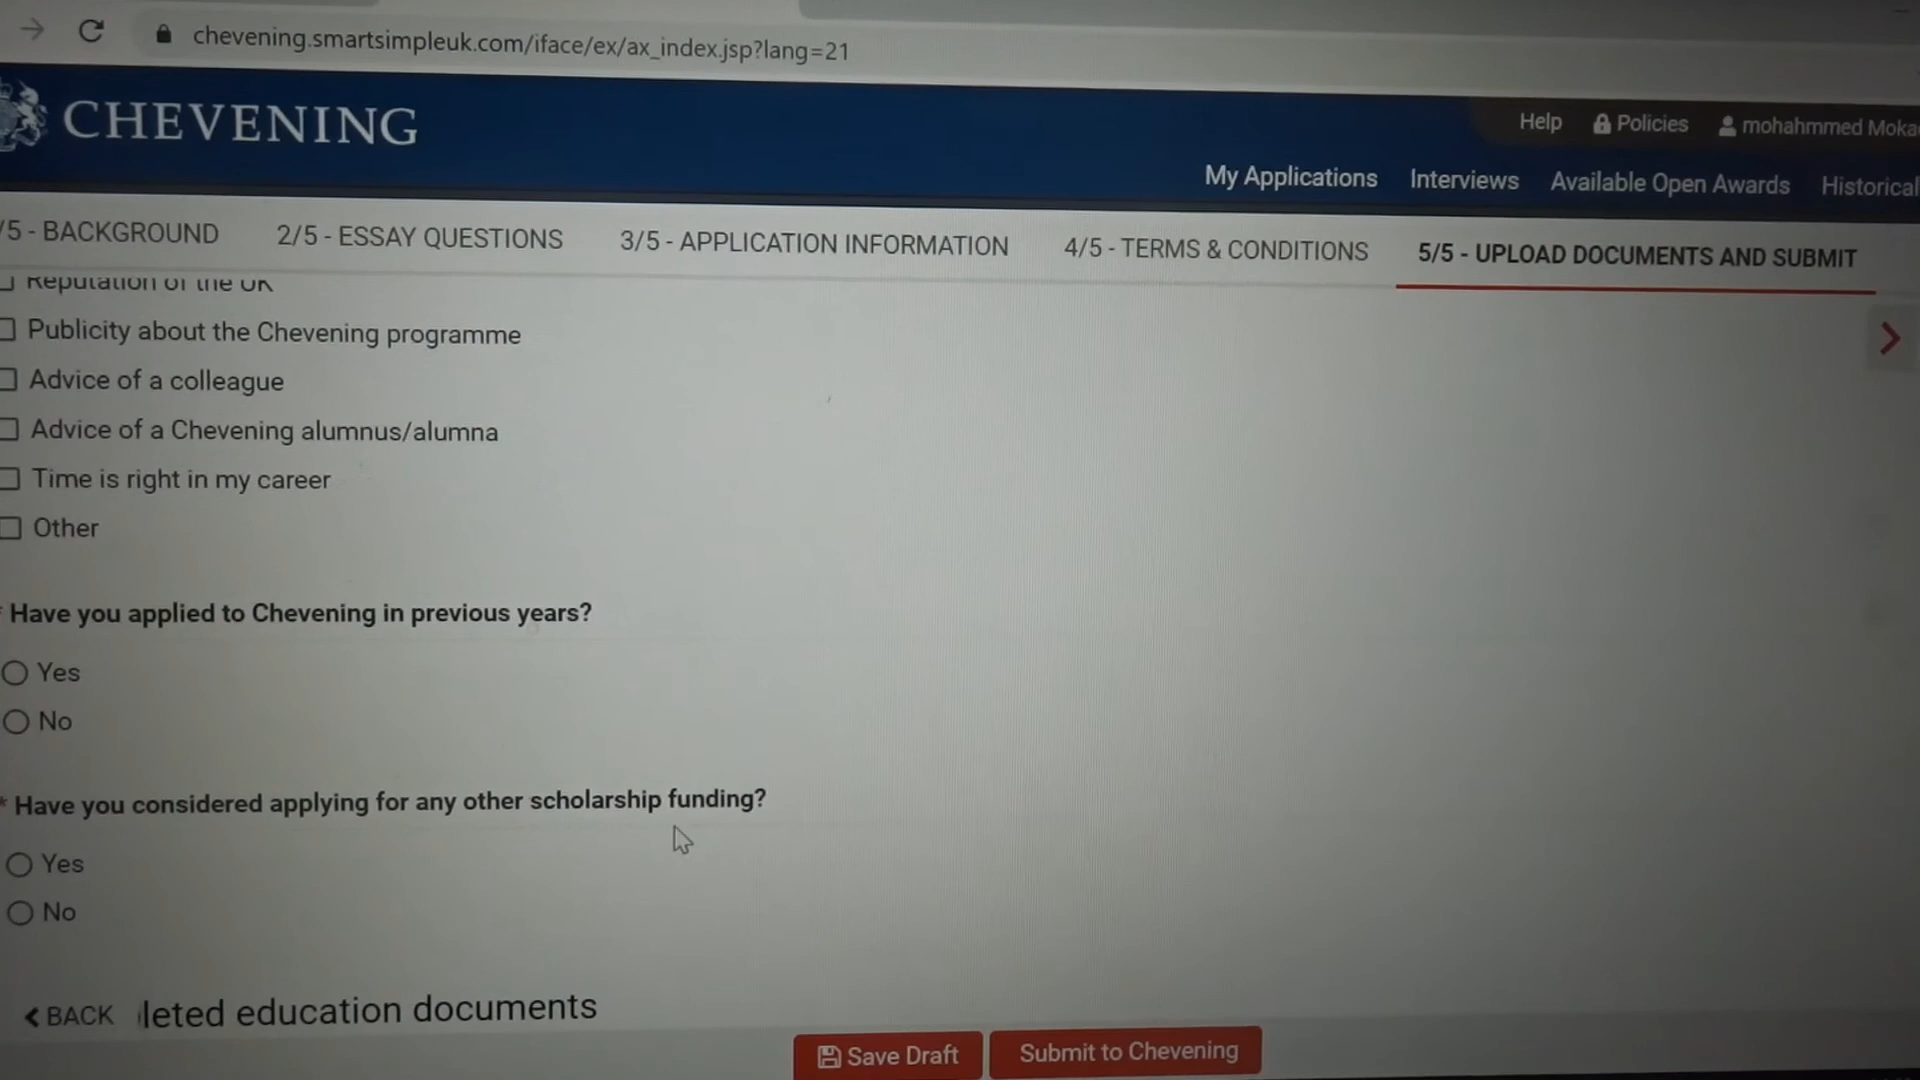 chevening.smartsimpleuk.com/iface/ex/ax_index.jsp?lang=21
CHEVENING
Help Policies mohahmmed Moka
My Applications Interviews Available Open Awards Historical
/5 - BACKGROUND 2/5 - ESSAY QUESTIONS 3/5 - APPLICATION INFORMATION 4/5 - TERMS & CONDITIONS 5/5 - UPLOAD DOCUMENTS AND SUBMIT
Reputation of the UK
Publicity about the Chevening programme
Advice of a colleague
Advice of a Chevening alumnus/alumna
Time is right in my career
Other
* Have you applied to Chevening in previous years?
Yes
No
* Have you considered applying for any other scholarship funding?
Yes
No
BACK leted education documents
Save Draft Submit to Chevening